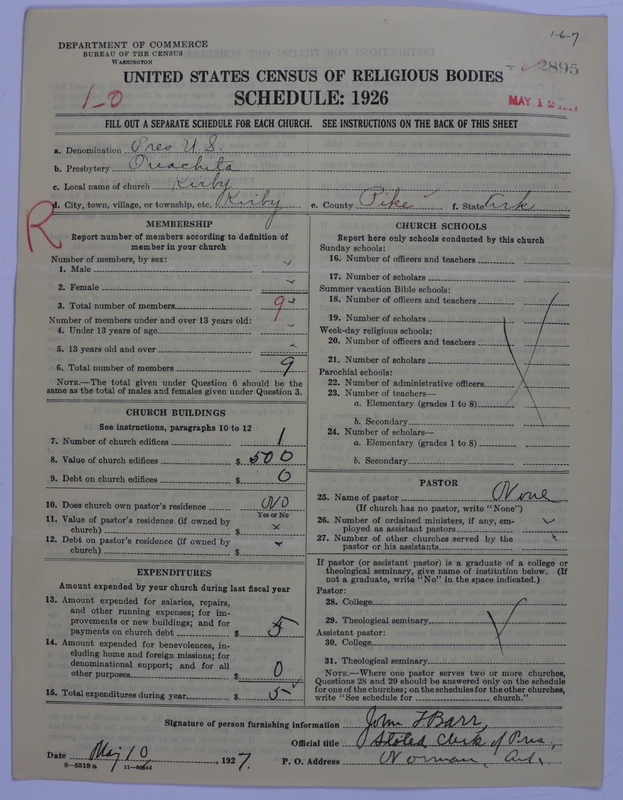 1-6-7
DEPARTMENT OF COMMERCE
BUREAU OF THE CENSUS
WASHINGTON
UNITED STATES CENSUS OF RELIGIOUS BODIES
2895
SCHEDULE: 1926
1-0
MAY 12 1927
FILL OUT A SEPARATE SCHEDULE FOR EACH CHURCH. SEE INSTRUCTIONS ON THE BACK OF THIS SHEET
a. Denomination Pres U.S.
b. Presbytery Ouachita
c. Local name of church Kirby
d. City, town, village, or township, etc. Kirby e. County Pike f. State Ark
R
MEMBERSHIP
Report number of members according to definition of member in your church
Number of members, by sex:
1. Male
2. Female
3. Total number of members 9
Number of members under and over 13 years old:
4. Under 13 years of age
5. 13 years old and over
6. Total number of members 9
NOTE.—The total given under Question 6 should be the
same as the total of males and females given under Question 3.
CHURCH BUILDINGS
See instructions, paragraphs 10 to 12
7. Number of church edifices 1
8. Value of church edifices $ 500
9. Debt on church edifices $ 0
10. Does church own pastor's residence No
Yes or No
11. Value of pastor's residence (if owned by
church) $ x
12. Debt on pastor's residence (if owned by
church) $ x
EXPENDITURES
Amount expended by your church during last fiscal year
13. Amount expended for salaries, repairs,
and other running expenses; for im-
provements or new buildings; and for
payments on church debt $ 5
14. Amount expended for benevolences, in-
cluding home and foreign missions; for
denominational support; and for all
other purposes $ 0
15. Total expenditures during year $ 5
CHURCH SCHOOLS
Report here only schools conducted by this church
Sunday schools:
16. Number of officers and teachers
17. Number of scholars
Summer vacation Bible schools:
18. Number of officers and teachers
19. Number of scholars
Week-day religious schools:
20. Number of officers and teachers
21. Number of scholars
Parochial schools:
22. Number of administrative officers
23. Number of teachers—
a. Elementary (grades 1 to 8)
b. Secondary
24. Number of scholars—
a. Elementary (grades 1 to 8)
b. Secondary
PASTOR
25. Name of pastor None
(If church has no pastor, write "None")
26. Number of ordained ministers, if any, em-
ployed as assistant pastors
27. Number of other churches served by the
pastor or his assistants x
If pastor (or assistant pastor) is a graduate of a college or
theological seminary, give name of institution below. (If
not a graduate, write "No" in the space indicated.)
Pastor:
28. College
29. Theological seminary
Assistant pastor:
30. College
31. Theological seminary
NOTE.—Where one pastor serves two or more churches,
Questions 28 and 29 should be answered only on the schedule
for one of the churches; on the schedules for the other churches,
write "See schedule for church."
Signature of person furnishing information John T Barr,
Official title Stated Clerk of Pres.,
Date May 10, 1927. P. O. Address Norman, Ark.